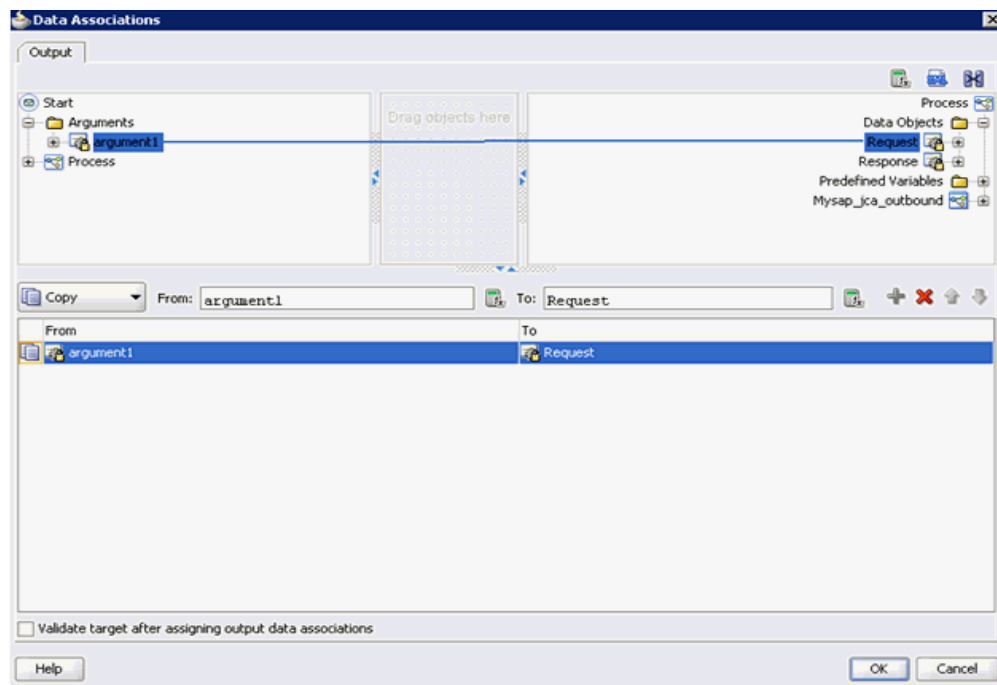 Data Associations
Output
Start
Arguments
argument1
Process
Drag objects here
Process
Data Objects
Request
Response
Predefined Variables
Mysap_jca_outbound
Copy
From: argument1
To: Request
From To
argument1 Request
Validate target after assigning output data associations
Help OK Cancel